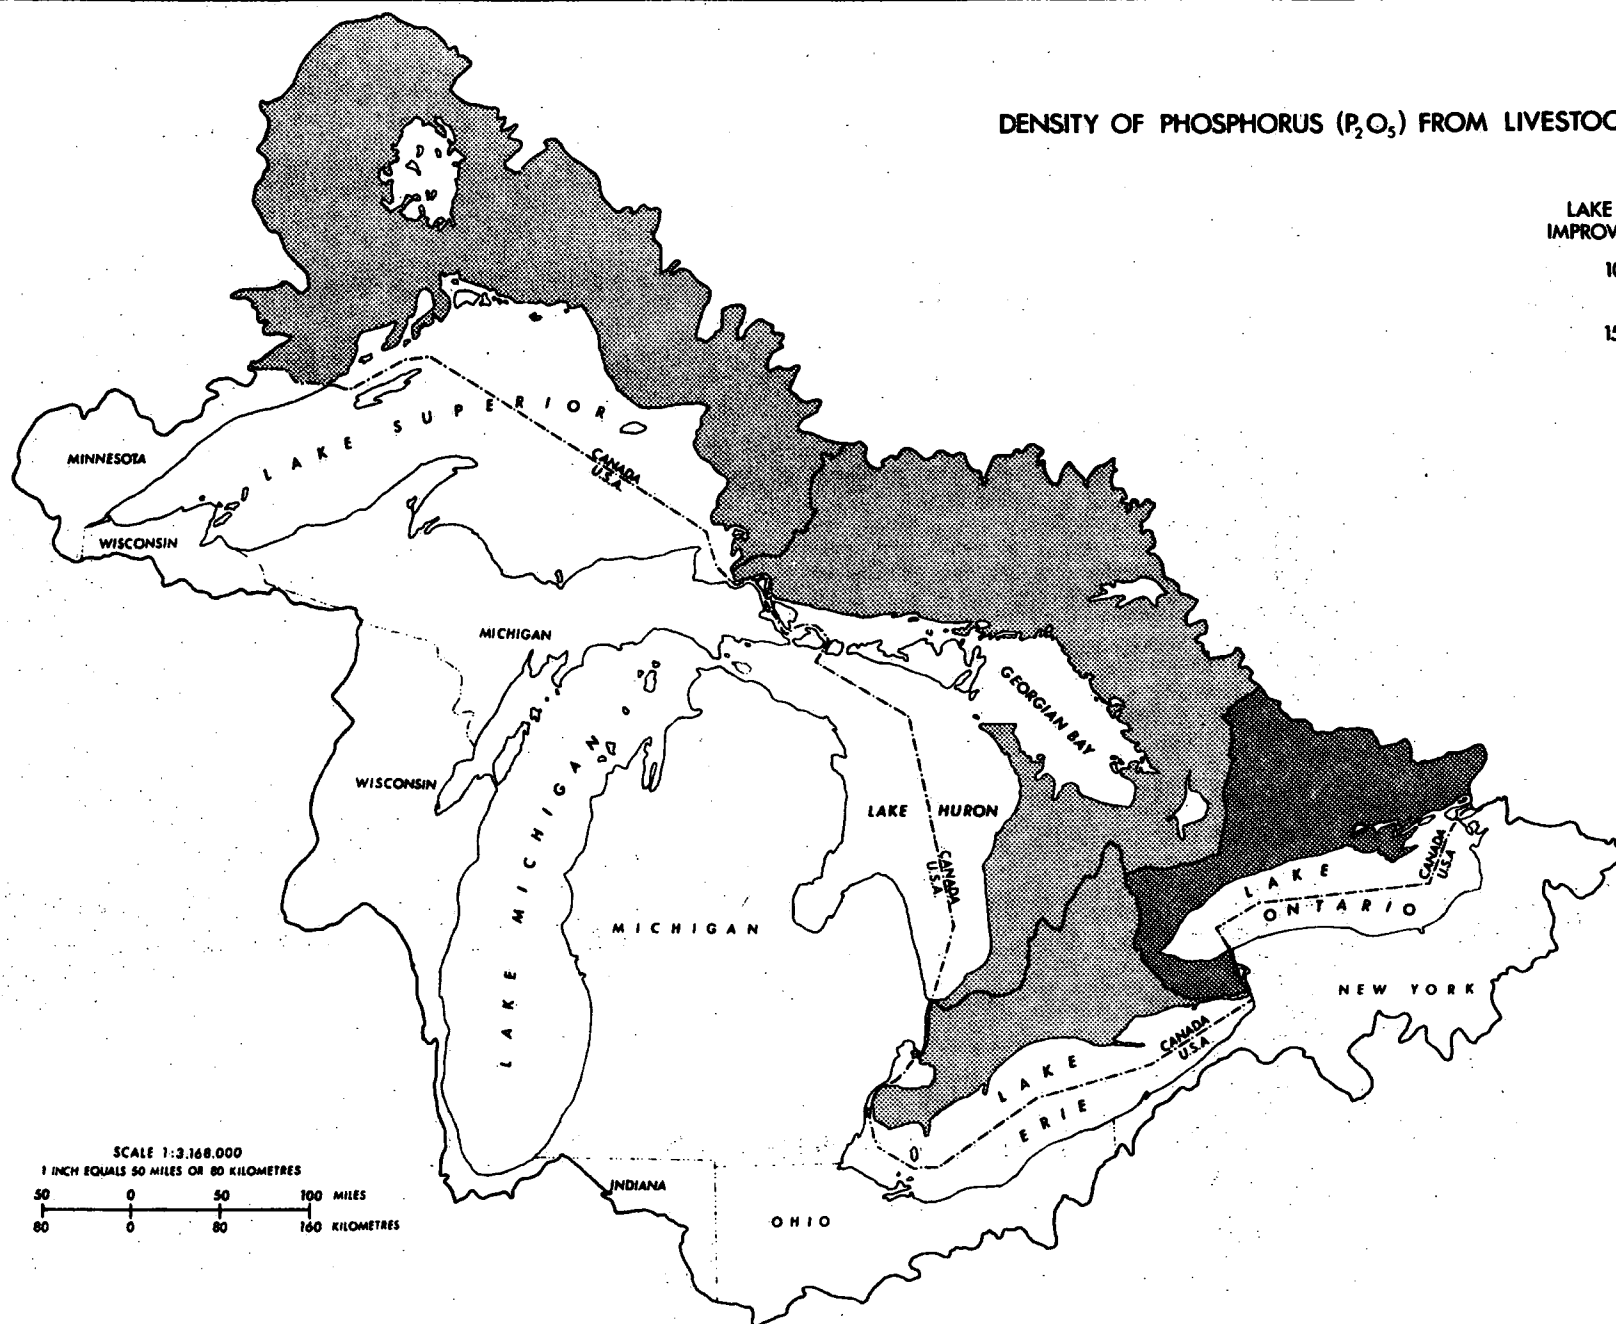 DENSITY OF PHOSPHORUS (P₂O₅) FROM LIVESTOC
LAKE
IMPROV
10
15
LAKE SUPERIOR
CANADA
U.S.A.
MINNESOTA
WISCONSIN
MICHIGAN
GEORGIAN BAY
WISCONSIN
LAKE MICHIGAN
LAKE HURON
CANADA
U.S.A.
MICHIGAN
LAKE
ONTARIO
CANADA
U.S.A
NEW YORK
LAKE
ERIE
CANADA
U.S.A.
INDIANA
OHIO
SCALE 1:3,168,000
1 INCH EQUALS 50 MILES OR 80 KILOMETRES
50 0 50 100 MILES
80 0 80 160 KILOMETRES